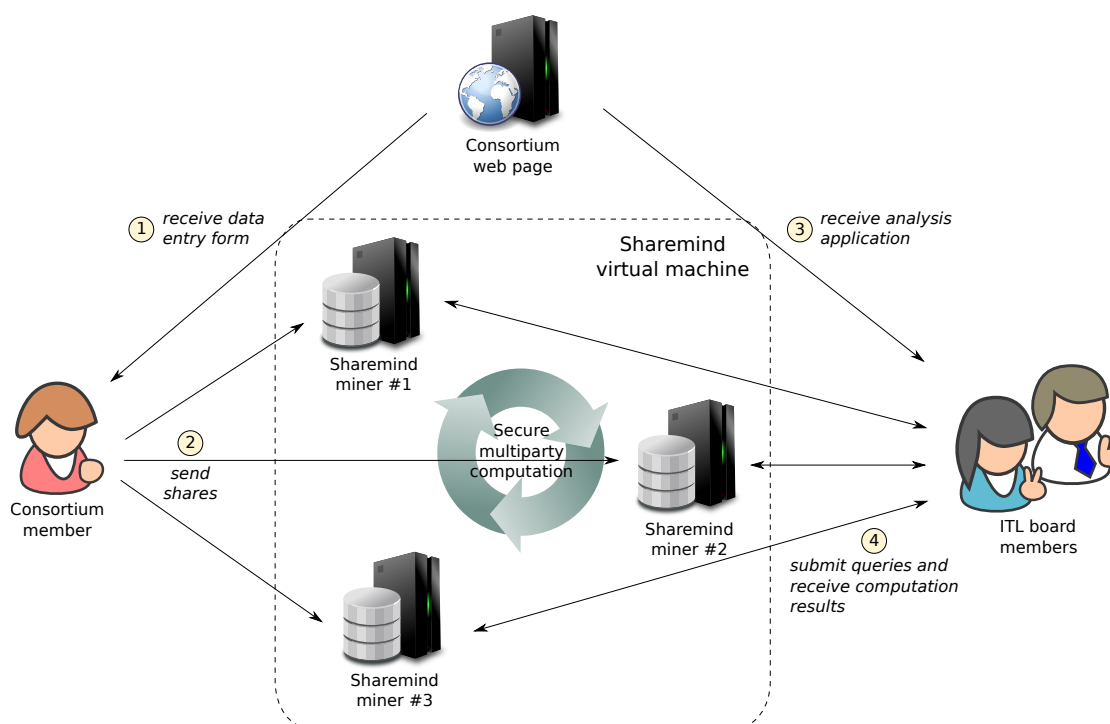 Consortium
web page
1
receive data
entry form
3
receive analysis
application
Sharemind
virtual machine
Sharemind
miner #1
2
send
shares
Secure
multiparty
computation
Consortium
member
Sharemind
miner #2
ITL board
members
4
submit queries and
receive computation
results
Sharemind
miner #3